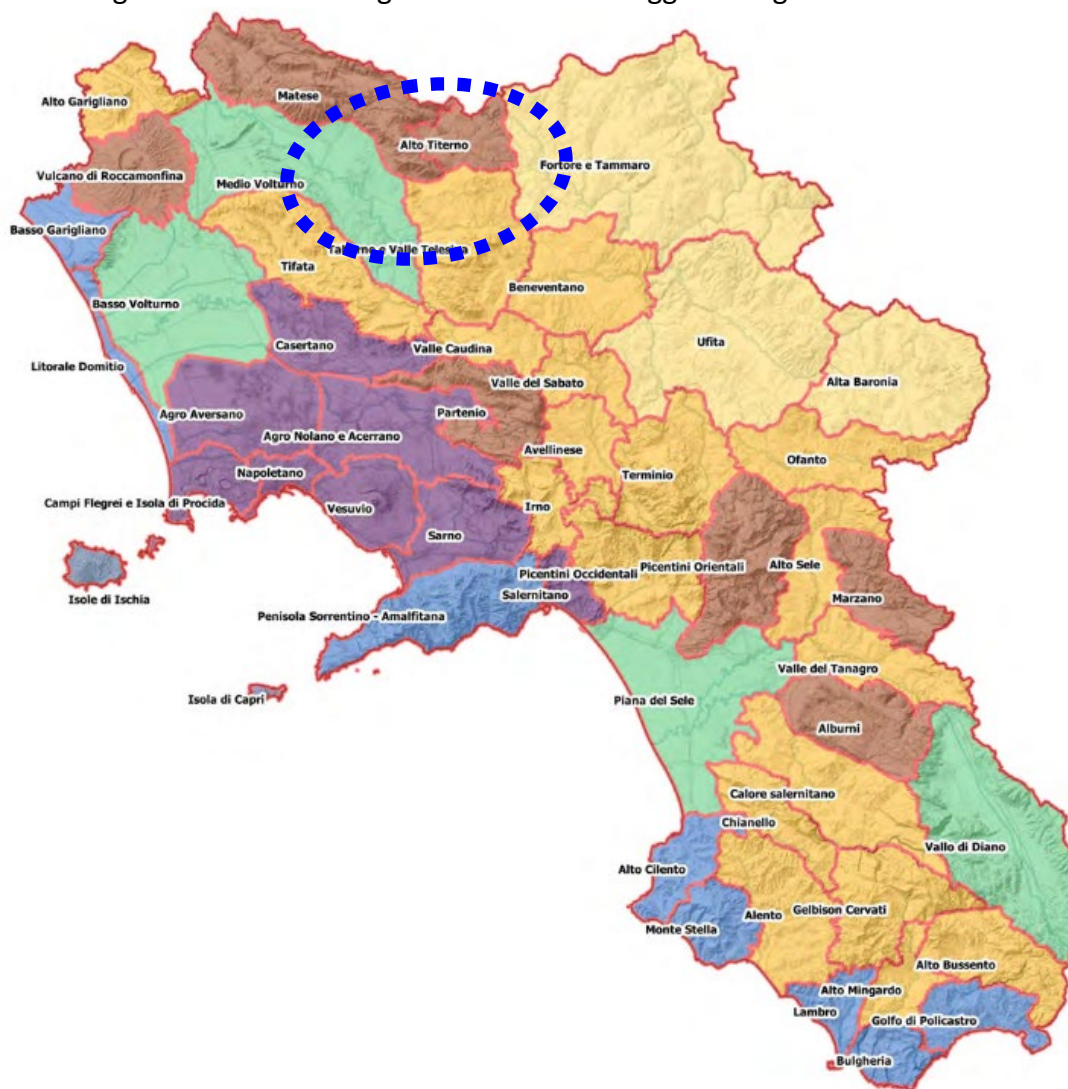 Alto Garigliano
Matese
Alto Titerno
Fortore e Tammaro
Vulcano di Roccamonfina
Medio Volturno
Basso Garigliano
e Valle Telesina
Tifata
Beneventano
Basso Volturno
Casertano
Valle Caudina
Ufita
Litorale Domitio
Valle del Sabato
Alta Baronia
Agro Aversano
Partenio
Agro Nolano e Acerrano
Avellinese
Ofanto
Napoletano
Terminio
Campi Flegrei e Isola di Procida
Vesuvio
Irno
Sarno
Isole di Ischia
Picentini Occidentali
Picentini Orientali
Alto Sele
Salernitano
Marzano
Penisola Sorrentino - Amalfitana
Valle del Tanagro
Isola di Capri
Piana del Sele
Alburni
Calore salernitano
Chianello
Vallo di Diano
Alto Cilento
Gelbison Cervati
Monte Stella
Alento
Alto Bussento
Alto Mingardo
Lambro
Golfo di Policastro
Bulgheria